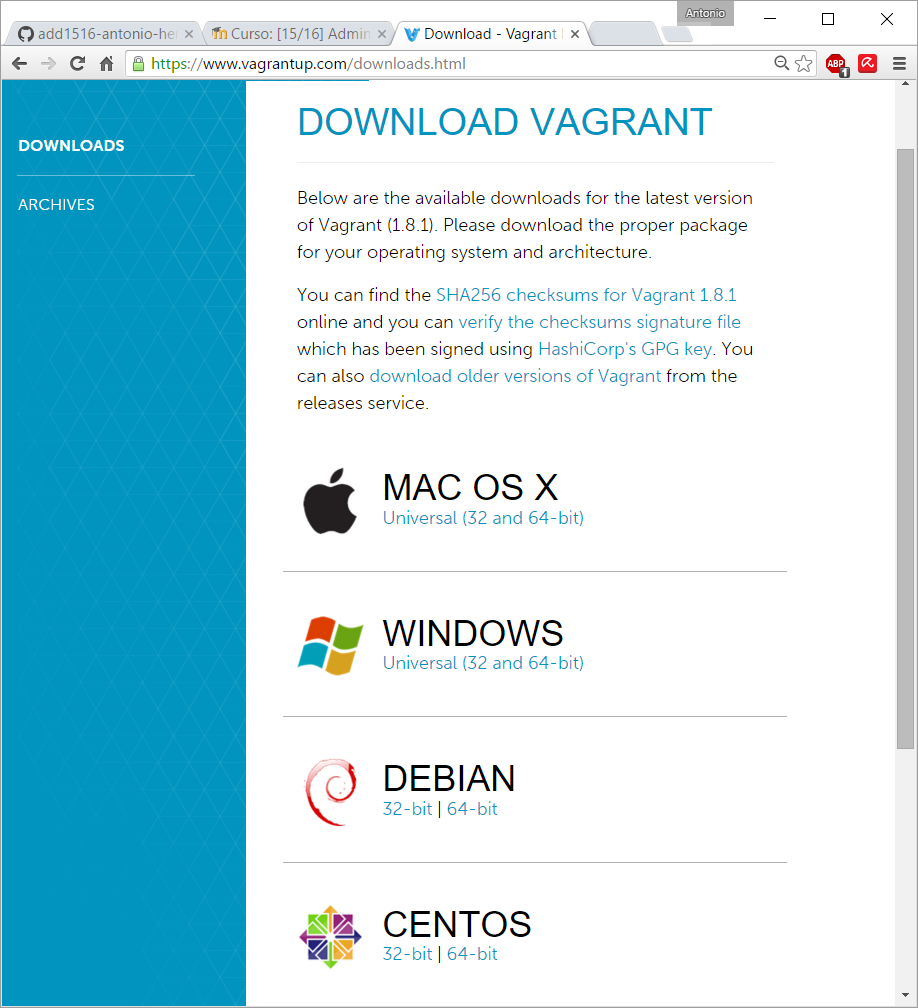 Antonio
add1516-antonio-he
Curso: [15/16] Admin
Download - Vagrant
https://www.vagrantup.com/downloads.html
ABP
1
DOWNLOADS
ARCHIVES
DOWNLOAD VAGRANT
Below are the available downloads for the latest version
of Vagrant (1.8.1). Please download the proper package
for your operating system and architecture.
You can find the SHA256 checksums for Vagrant 1.8.1
online and you can verify the checksums signature file
which has been signed using HashiCorp's GPG key. You
can also download older versions of Vagrant from the
releases service.
MAC OS X
Universal (32 and 64-bit)
WINDOWS
Universal (32 and 64-bit)
DEBIAN
32-bit | 64-bit
CENTOS
32-bit | 64-bit